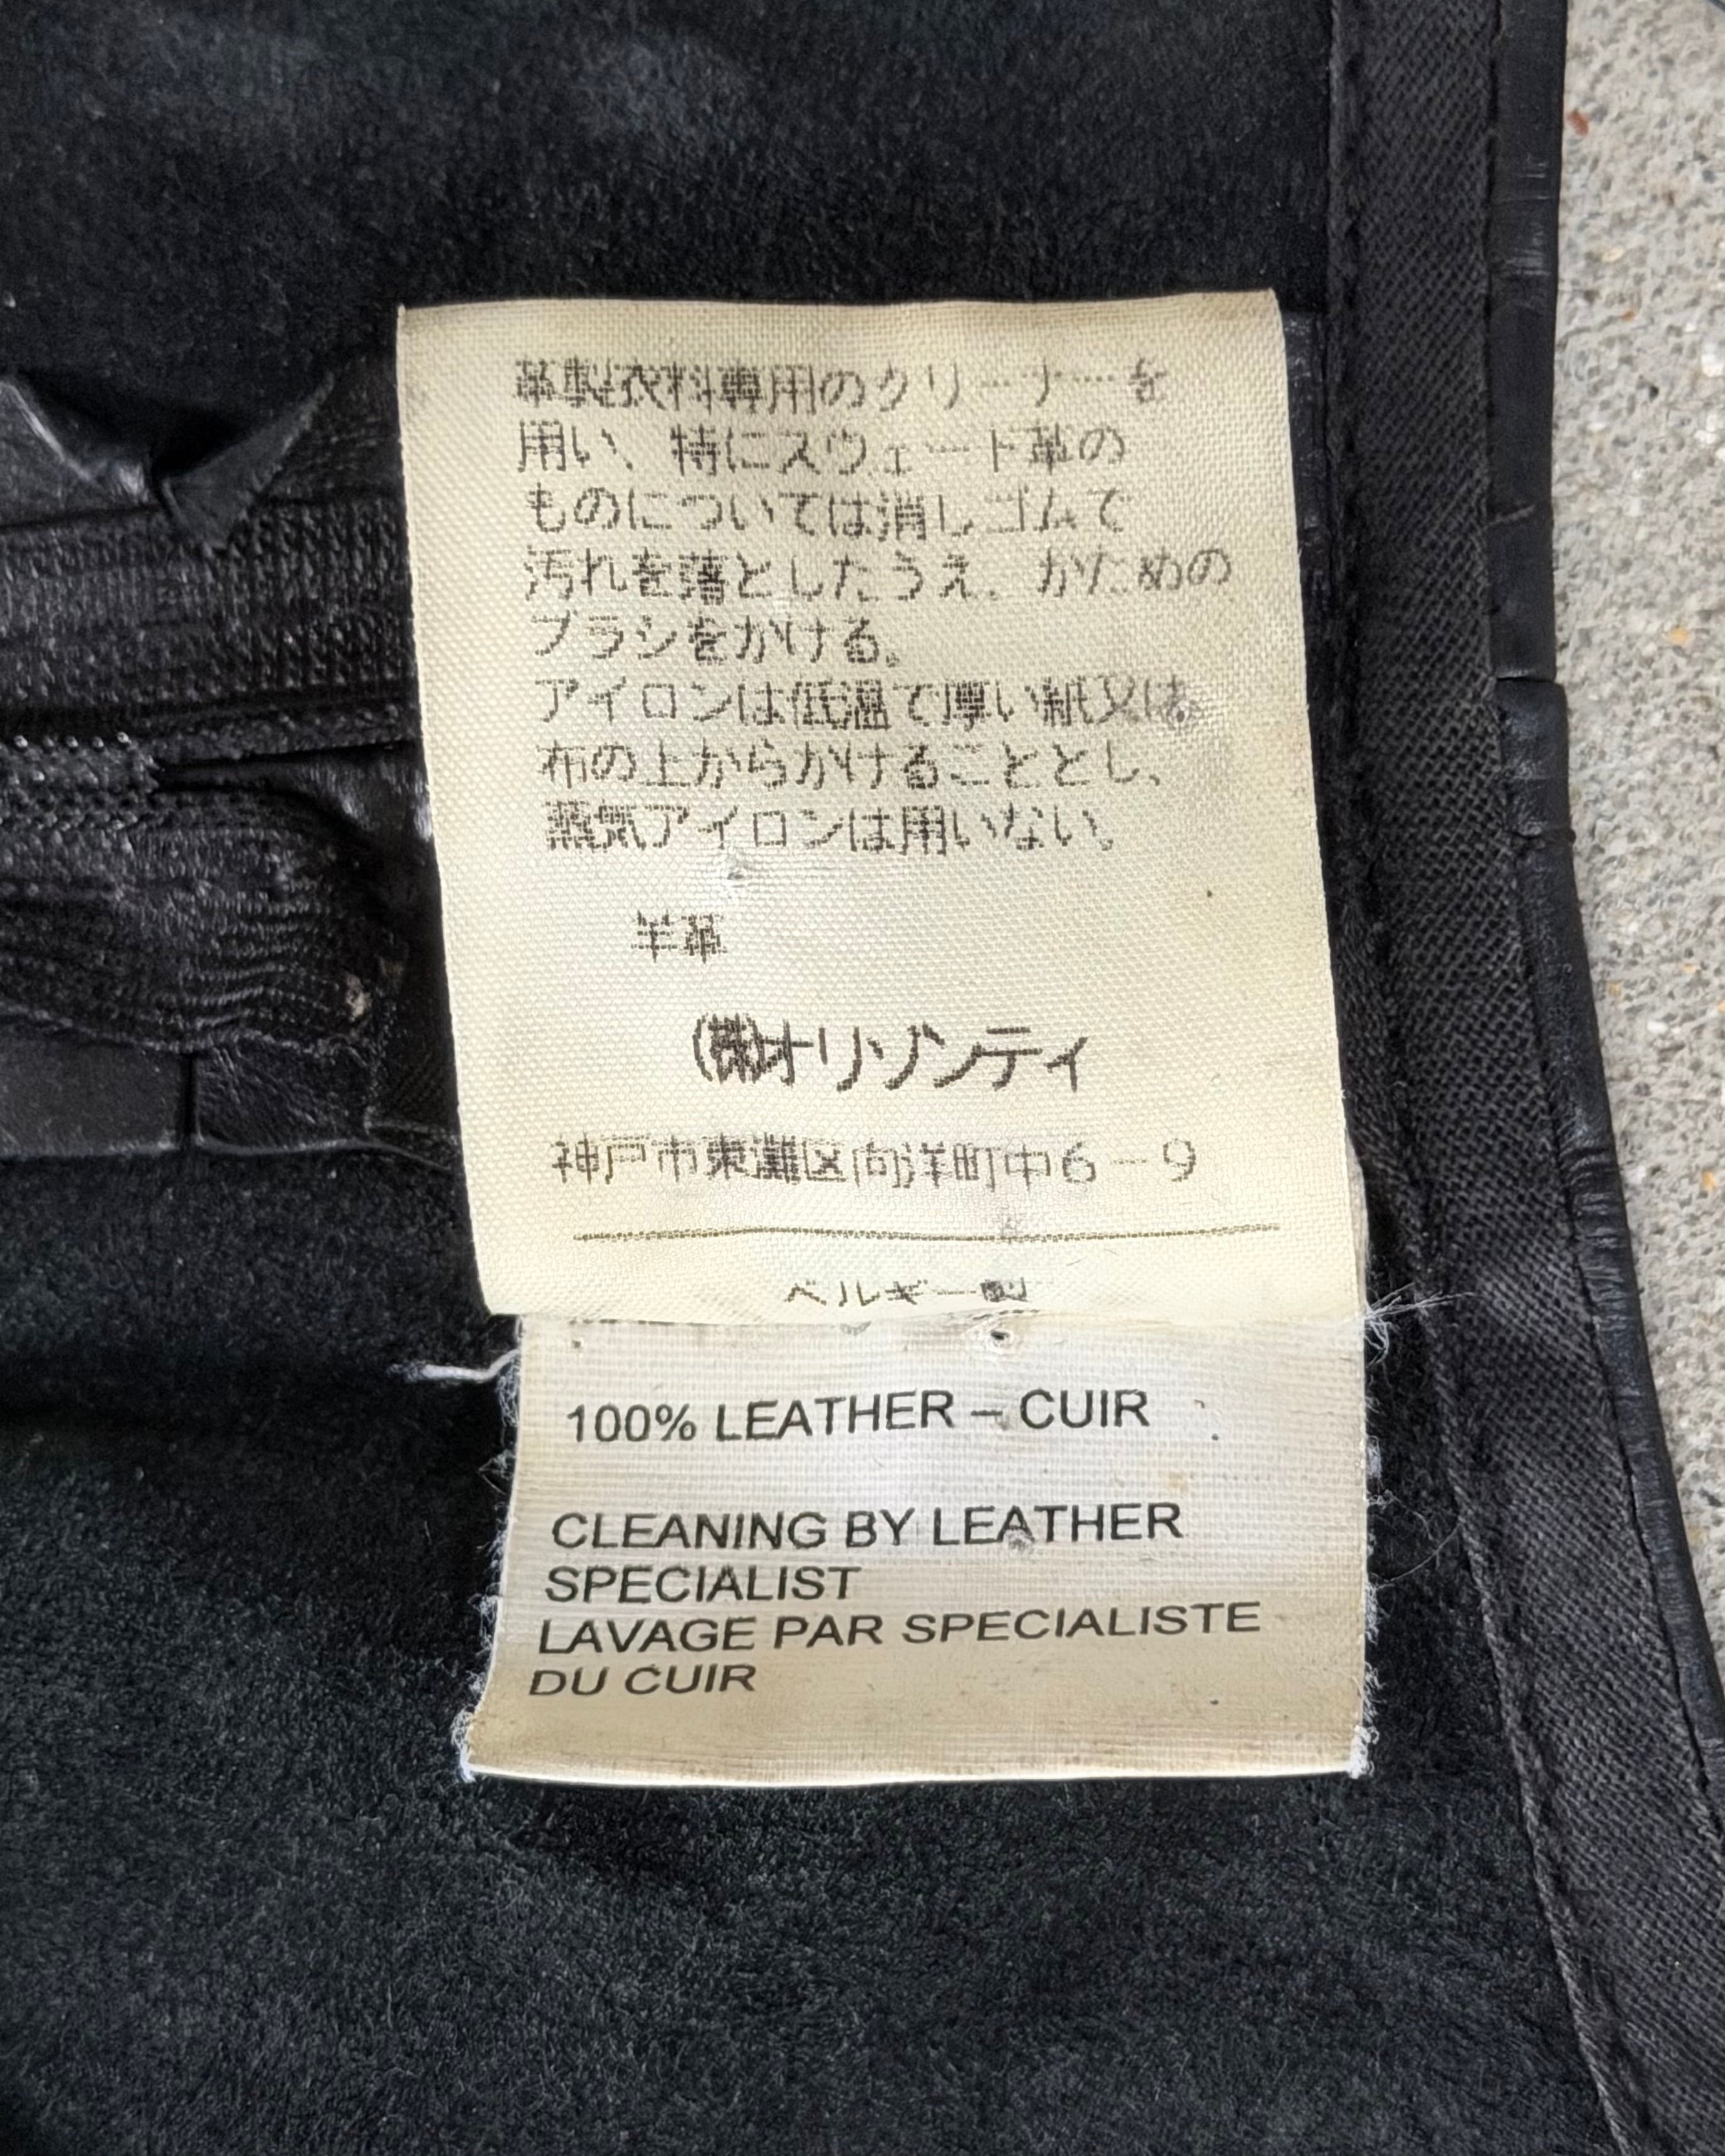 革製衣料専用のクリーナーを
用い、特にスウェード革の
ものについては消しゴムで
汚れを落としたうえ、かための
ブラシをかける。
アイロンは低温で厚い紙又は
布の上からかけることとし、
蒸気アイロンは用いない。
羊革
㈱オリゾンティ
神戸市東灘区向洋町中6-9
ベルギー製
100% LEATHER – CUIR
CLEANING BY LEATHER
SPECIALIST
LAVAGE PAR SPECIALISTE
DU CUIR